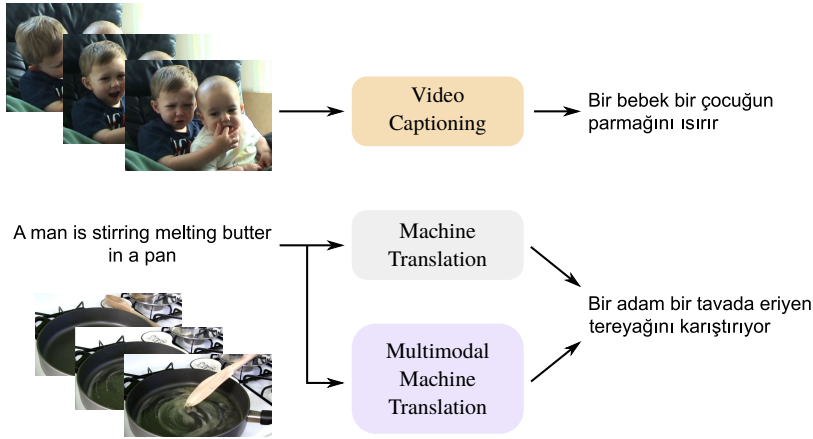 Video
Captioning
Bir bebek bir çocuğun
parmağını ısırır
A man is stirring melting butter
in a pan
Machine
Translation
Bir adam bir tavada eriyen
tereyağını karıştırıyor
Multimodal
Machine
Translation